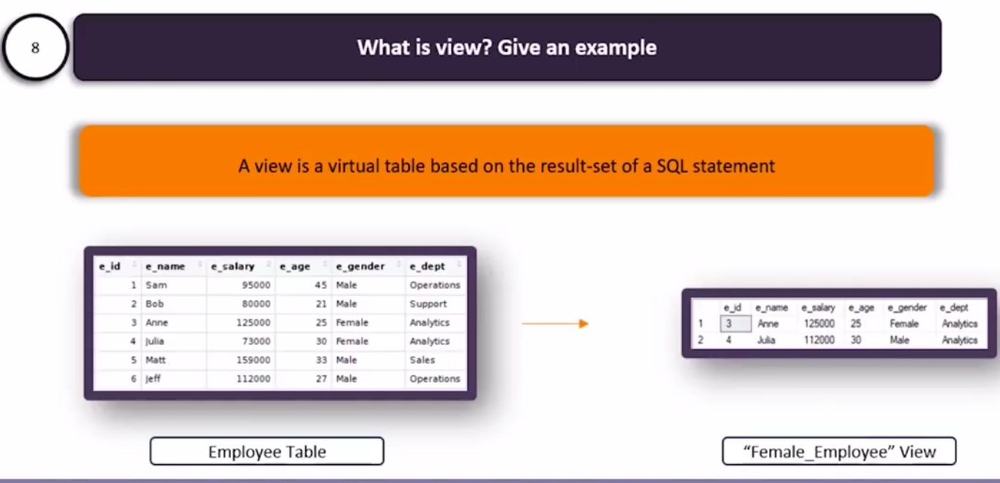 8
What is view? Give an example
A view is a virtual table based on the result-set of a SQL statement
e_id e_name e_salary e_age e_gender e_dept
1 Sam 95000 45 Male Operations
2 Bob 80000 21 Male Support
3 Anne 125000 25 Female Analytics
4 Julia 73000 30 Female Analytics
5 Matt 159000 33 Male Sales
6 Jeff 112000 27 Male Operations
e_id e_name e_salary e_age e_gender e_dept
1 3 Anne 125000 25 Female Analytics
2 4 Julia 112000 30 Male Analytics
Employee Table
“Female_Employee” View